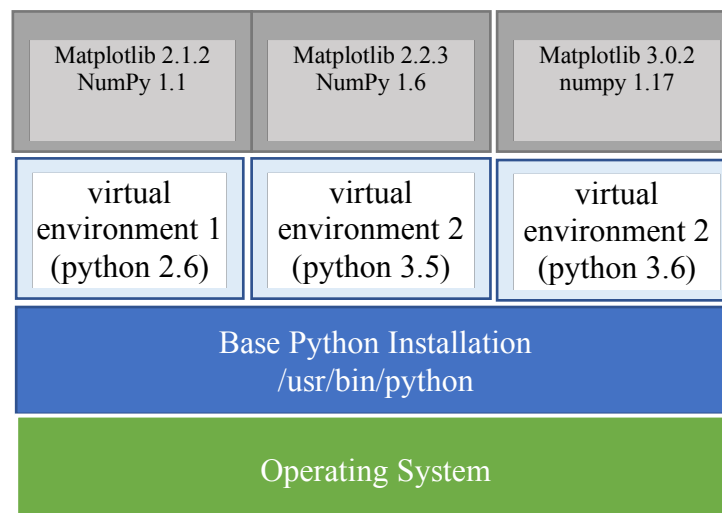 Matplotlib 2.1.2
NumPy 1.1
Matplotlib 2.2.3
NumPy 1.6
Matplotlib 3.0.2
numpy 1.17
virtual
environment 1
(python 2.6)
virtual
environment 2
(python 3.5)
virtual
environment 2
(python 3.6)
Base Python Installation
/usr/bin/python
Operating System